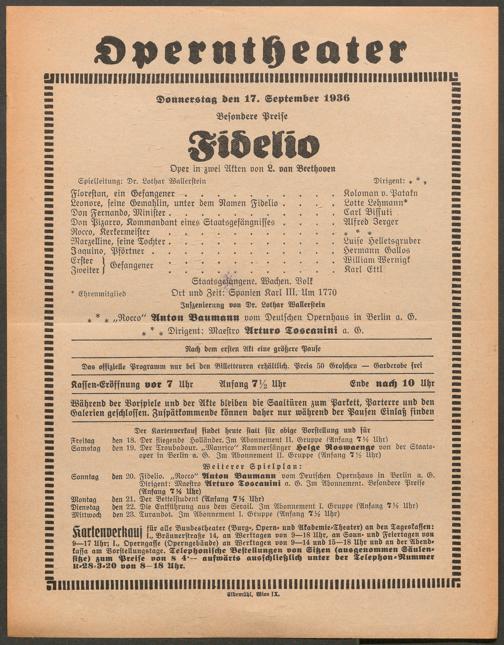 Operntheater
Donnerstag den 17. September 1936
Besondere Preise
Fidelio
Oper in zwei Akten von L. van Beethoven
Spielleitung: Dr. Lothar Wallerstein Dirigent: * * *
Florestan, ein Gefangener . . . . . . . . Koloman v. Pataky
Leonore, seine Gemahlin, unter dem Namen Fidelio . . . Lotte Lehmann*
Don Fernando, Minister . . . . . . . . Carl Bissuti
Don Pizarro, Kommandant eines Staatsgefängnisses . . . Alfred Jerger
Rocco, Kerkermeister . . . . . . . . * * *
Marzelline, seine Tochter . . . . . . . . Luise Helletsgruber
Jaquino, Pförtner . . . . . . . . Hermann Gallos
Erster } Gefangener . . . . . . . . William Wernigk
Zweiter } . . . . . . . . Karl Ettl
Staatsgefangene. Wachen. Volk
* Ehrenmitglied Ort und Zeit: Spanien Karl III. Um 1770
Inszenierung von Dr. Lothar Wallerstein
* * * „Rocco" Anton Baumann vom Deutschen Opernhaus in Berlin a. G.
* * * Dirigent: Maestro Arturo Toscanini a. G.
Nach dem ersten Akt eine größere Pause
Das offizielle Programm nur bei den Billetteuren erhältlich. Preis 50 Groschen — Garderobe frei
Kassen-Eröffnung vor 7 Uhr Anfang 7½ Uhr Ende nach 10 Uhr
Während der Vorspiele und der Akte bleiben die Saaltüren zum Parkett, Parterre und den
Galerien geschlossen. Zuspätkommende können daher nur während der Pausen Einlaß finden
Der Kartenverkauf findet heute statt für obige Vorstellung und für
Freitag den 18. Der fliegende Holländer. Im Abonnement II. Gruppe (Anfang 7½ Uhr)
Samstag den 19. Der Troubadour. „Manrico" Kammersänger Helge Roswaenge von der Staats-
oper in Berlin a. G. Im Abonnement II. Gruppe (Anfang 7½ Uhr)
Weiterer Spielplan:
Sonntag den 20. Fidelio. „Rocco" Anton Baumann vom Deutschen Opernhaus in Berlin a. G.
Dirigent: Maestro Arturo Toscanini a. G. Im Abonnement. Besondere Preise
(Anfang 7½ Uhr)
Montag den 21. Der Bettelstudent (Anfang 7½ Uhr)
Dienstag den 22. Die Entführung aus dem Serail. Im Abonnement I. Gruppe (Anfang 7½ Uhr)
Mittwoch den 23. Turandot. Im Abonnement I. Gruppe (Anfang 7½ Uhr)
Kartenverkauf für alle Bundestheater (Burg-, Opern- und Akademie-Theater) an den Tageskassen:
I., Bräunerstraße 14, an Werktagen von 9—18 Uhr, an Sonn- und Feiertagen von
9—17 Uhr; I., Operngasse (Operngebäude) an Werktagen von 9—14 und 15—18 Uhr und an der Abend-
kassa am Vorstellungstage. Telephonische Bestellungen von Sitzen (ausgenommen Säulen-
sitze) zum Preise von S 4·— aufwärts ausschließlich unter der Telephon-Nummer
R-28-3-20 von 8—18 Uhr.
Elbemühl, Wien IX.